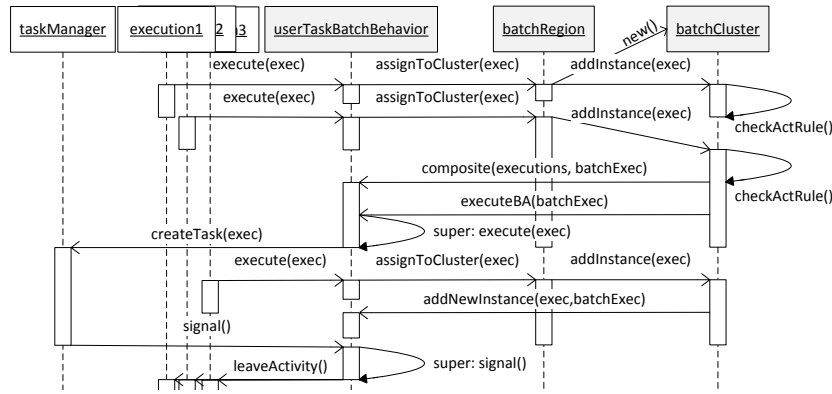 taskManager
execution1
2
n3
userTaskBatchBehavior
batchRegion
new()
batchCluster
execute(exec)
assignToCluster(exec)
addInstance(exec)
execute(exec)
assignToCluster(exec)
addInstance(exec)
checkActRule()
composite(executions, batchExec)
checkActRule()
executeBA(batchExec)
createTask(exec)
super: execute(exec)
execute(exec)
assignToCluster(exec)
addInstance(exec)
addNewInstance(exec,batchExec)
signal()
leaveActivity()
super: signal()